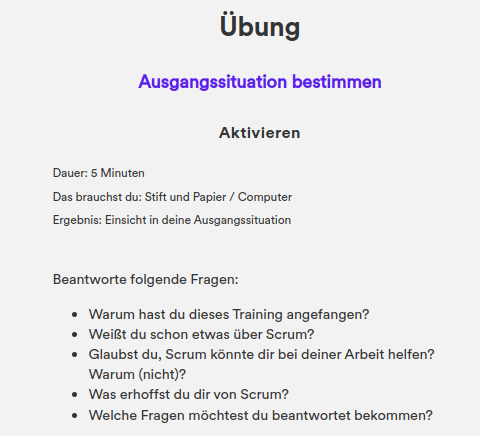 Übung
Ausgangssituation bestimmen
Aktivieren
Dauer: 5 Minuten
Das brauchst du: Stift und Papier / Computer
Ergebnis: Einsicht in deine Ausgangssituation
Beantworte folgende Fragen:
• Warum hast du dieses Training angefangen?
• Weißt du schon etwas über Scrum?
• Glaubst du, Scrum könnte dir bei deiner Arbeit helfen?
Warum (nicht)?
• Was erhoffst du dir von Scrum?
• Welche Fragen möchtest du beantwortet bekommen?